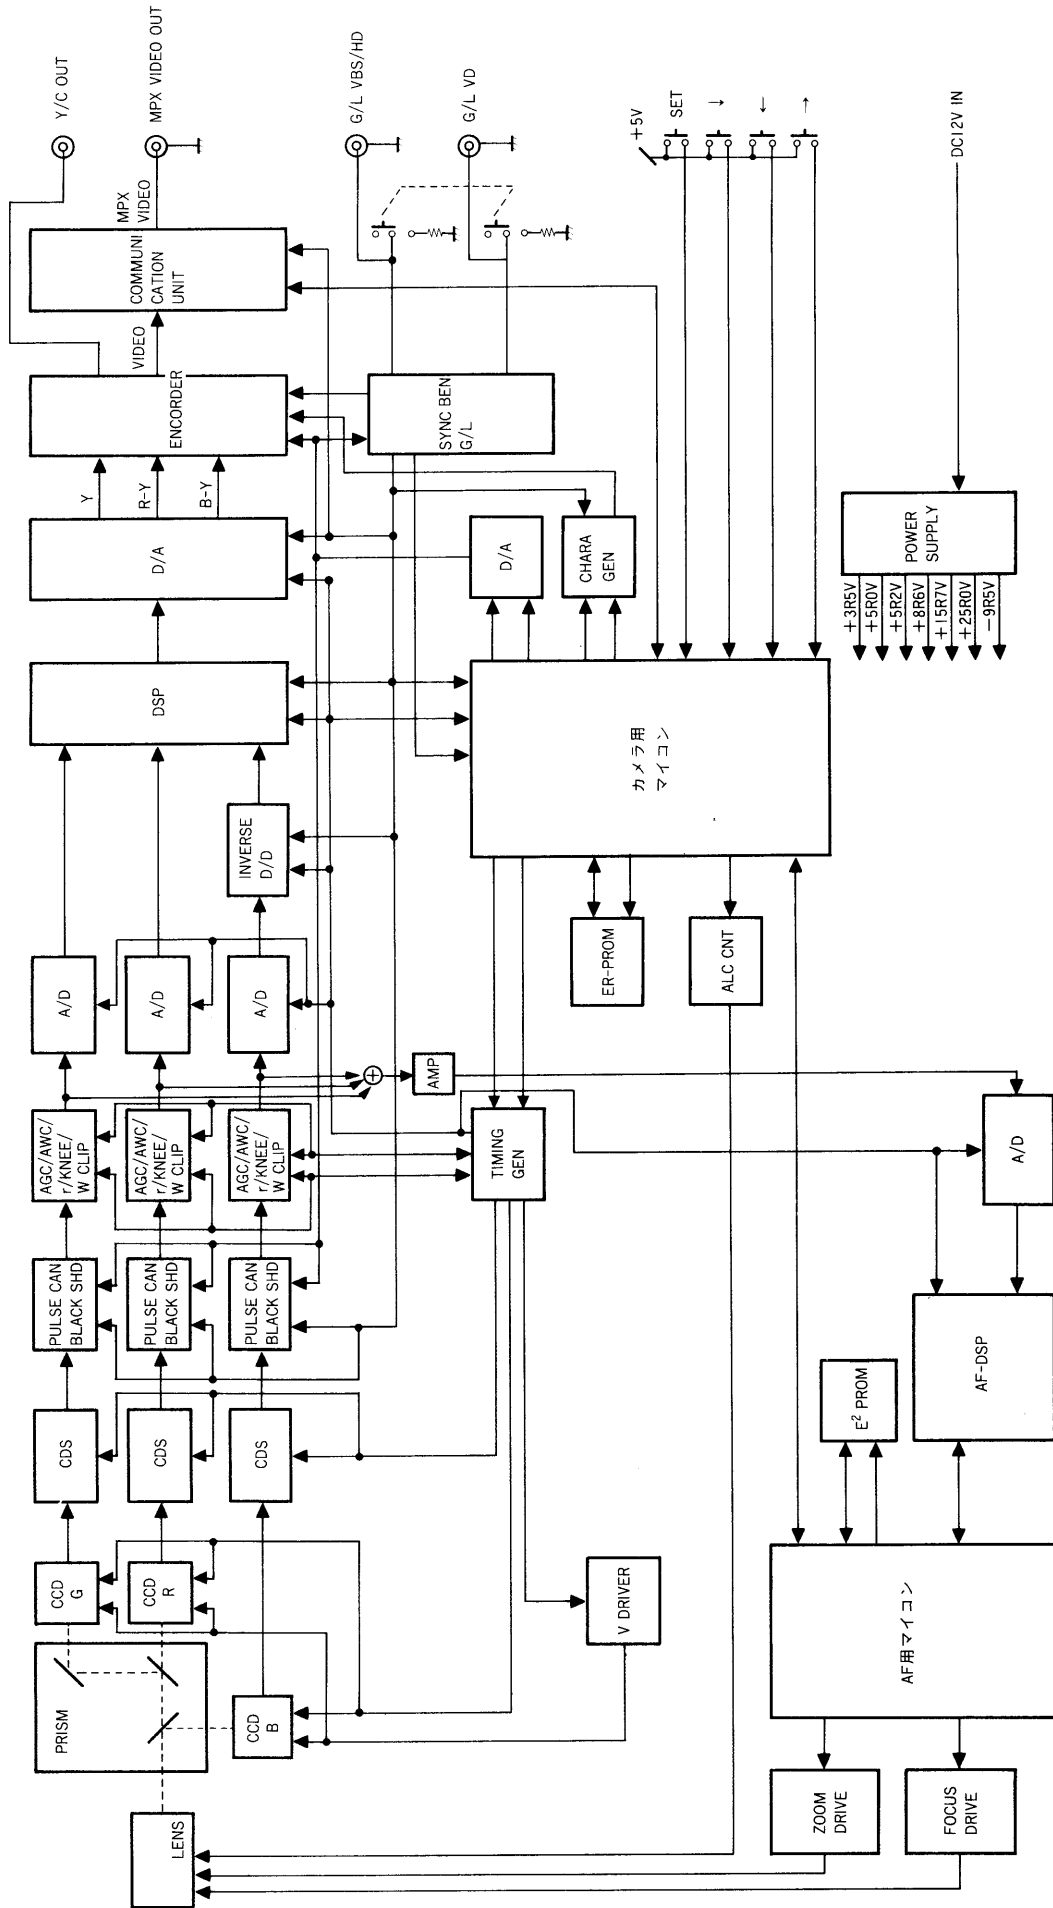 LENS
PRISM
CCD
G
CCD
R
CCD
B
CDS
CDS
CDS
PULSE CAN
BLACK SHD
PULSE CAN
BLACK SHD
PULSE CAN
BLACK SHD
AGC/AWC/
r/KNEE/
W CLIP
AGC/AWC/
r/KNEE/
W CLIP
AGC/AWC/
r/KNEE/
W CLIP
A/D
A/D
A/D
INVERSE
D/D
DSP
D/A
Y
R-Y
B-Y
ENCORDER
VIDEO
COMMUNI
CATION
UNIT
MPX
VIDEO
Y/C OUT
MPX VIDEO OUT
G/L VBS/HD
G/L VD
SYNC BEN
G/L
D/A
CHARA
GEN
AMP
TIMING
GEN
V DRIVER
カメラ用
マイコン
ER-PROM
ALC CNT
+5V
SET
↓
←
→
DC12V IN
POWER
SUPPLY
+3R5V
+5R0V
+5R2V
+8R6V
+15R7V
+25R0V
-9R5V
A/D
AF-DSP
E² PROM
AF用マイコン
ZOOM
DRIVE
FOCUS
DRIVE